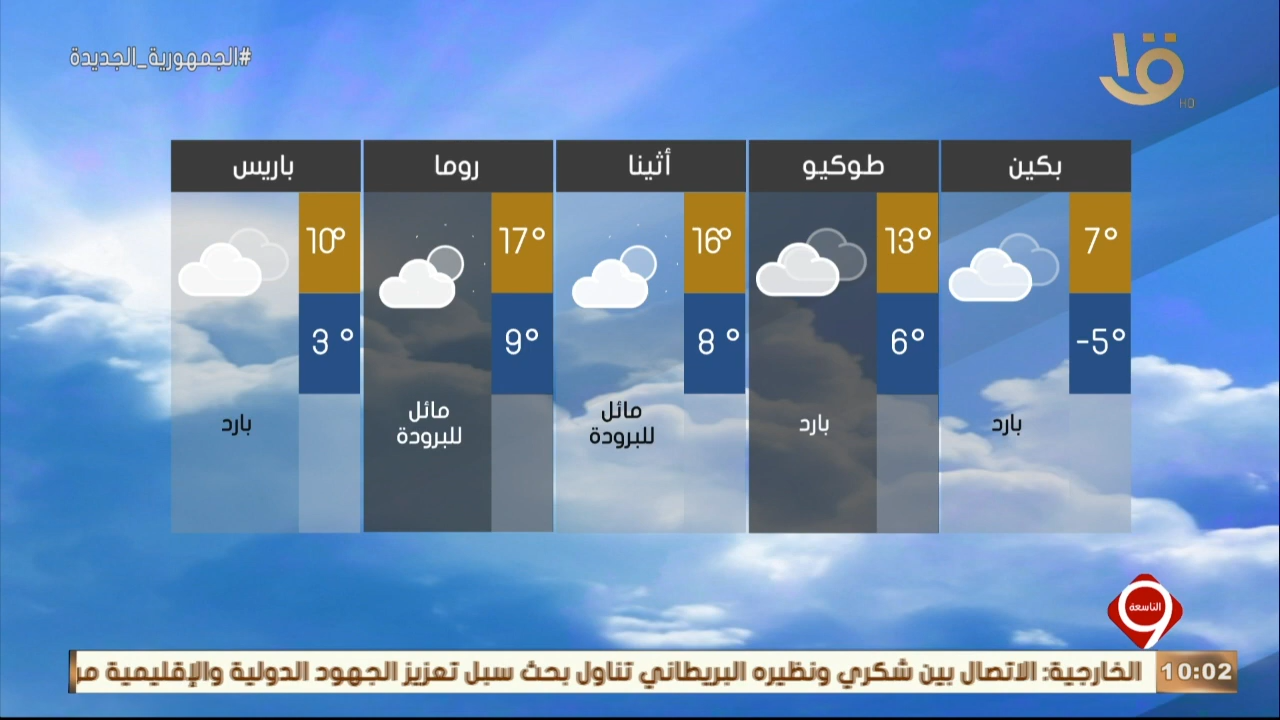 #الجمهورية_الجديدة
HD
بكين
7°
-5°
بارد
طوكيو
13°
6°
بارد
أثينا
16°
8 °
مائل
للبرودة
روما
17°
9°
مائل
للبرودة
باريس
10°
3 °
بارد
التاسعة
9
10:02
الخارجية: الاتصال بين شكري ونظيره البريطاني تناول بحث سبل تعزيز الجهود الدولية والإقليمية